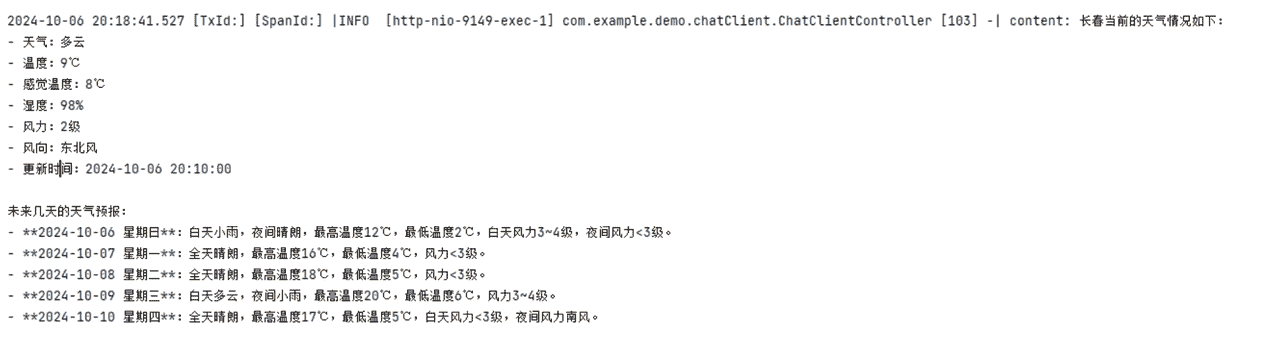 2024-10-06 20:18:41.527 [TxId:] [SpanId:] |INFO  [http-nio-9149-exec-1] com.example.demo.chatClient.ChatClientController [103] -| content: 长春当前的天气情况如下:
- 天气: 多云
- 温度: 9℃
- 感觉温度: 8℃
- 湿度: 98%
- 风力: 2级
- 风向: 东北风
- 更新时间: 2024-10-06 20:10:00
未来几天的天气预报:
- **2024-10-06 星期日**: 白天小雨，夜间晴朗，最高温度12℃，最低温度2℃，白天风力3~4级，夜间风力<3级。
- **2024-10-07 星期一**: 全天晴朗，最高温度16℃，最低温度4℃，风力<3级。
- **2024-10-08 星期二**: 全天晴朗，最高温度18℃，最低温度5℃，风力<3级。
- **2024-10-09 星期三**: 白天多云，夜间小雨，最高温度20℃，最低温度6℃，风力3~4级。
- **2024-10-10 星期四**: 全天晴朗，最高温度17℃，最低温度5℃，白天风力<3级，夜间风力南风。